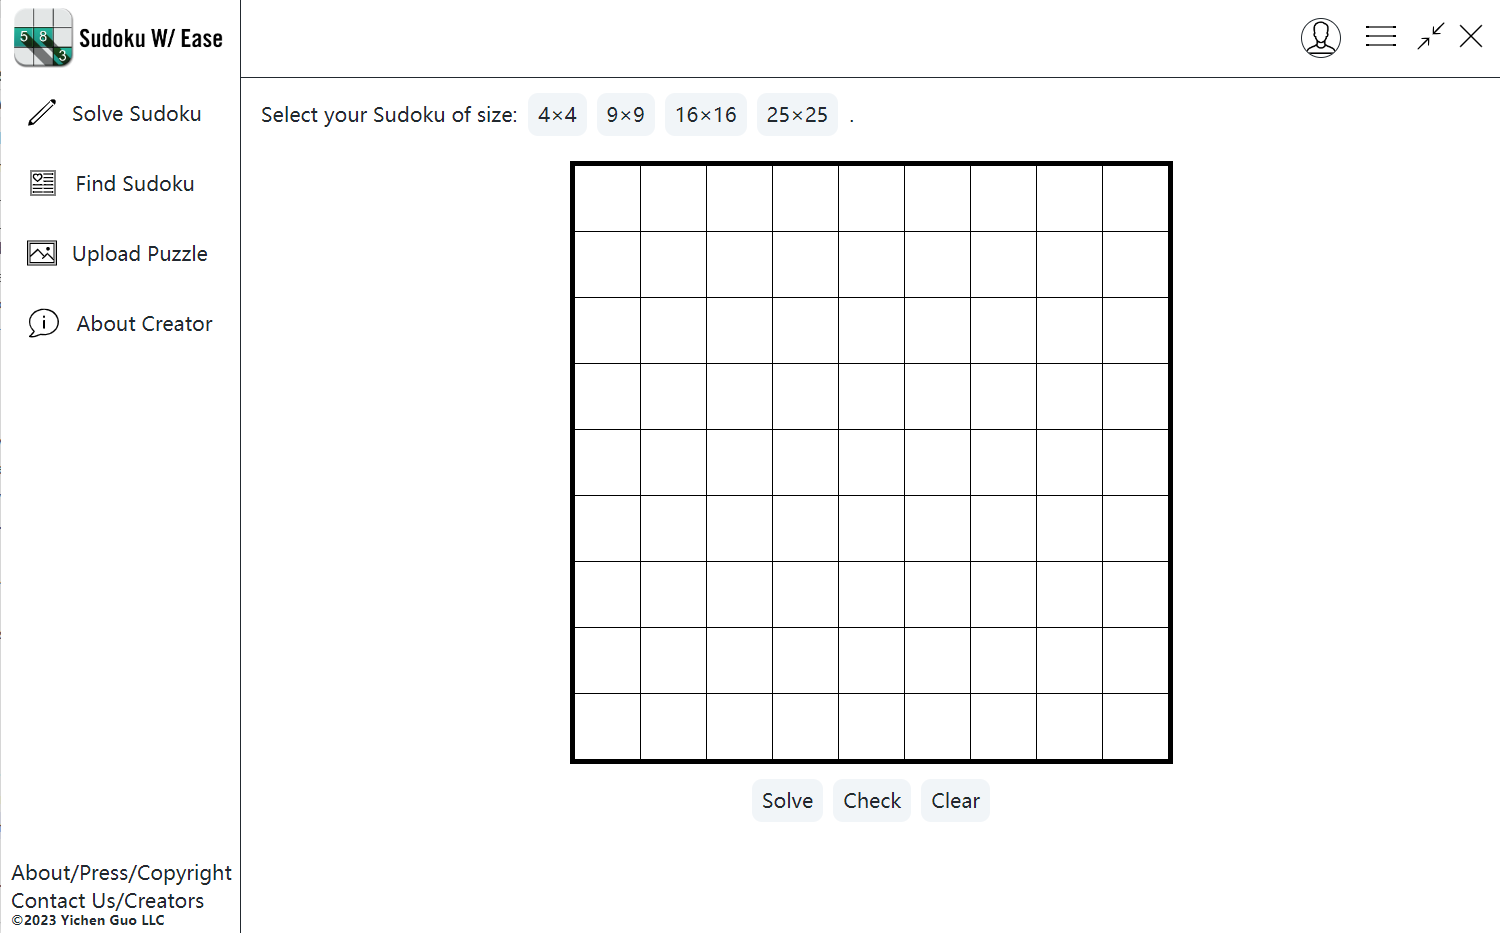 5 8
3
Sudoku W/ Ease
Solve Sudoku
Find Sudoku
Upload Puzzle
About Creator
Select your Sudoku of size: 4×4 9×9 16×16 25×25 .
Solve Check Clear
About/Press/Copyright
Contact Us/Creators
©2023 Yichen Guo LLC